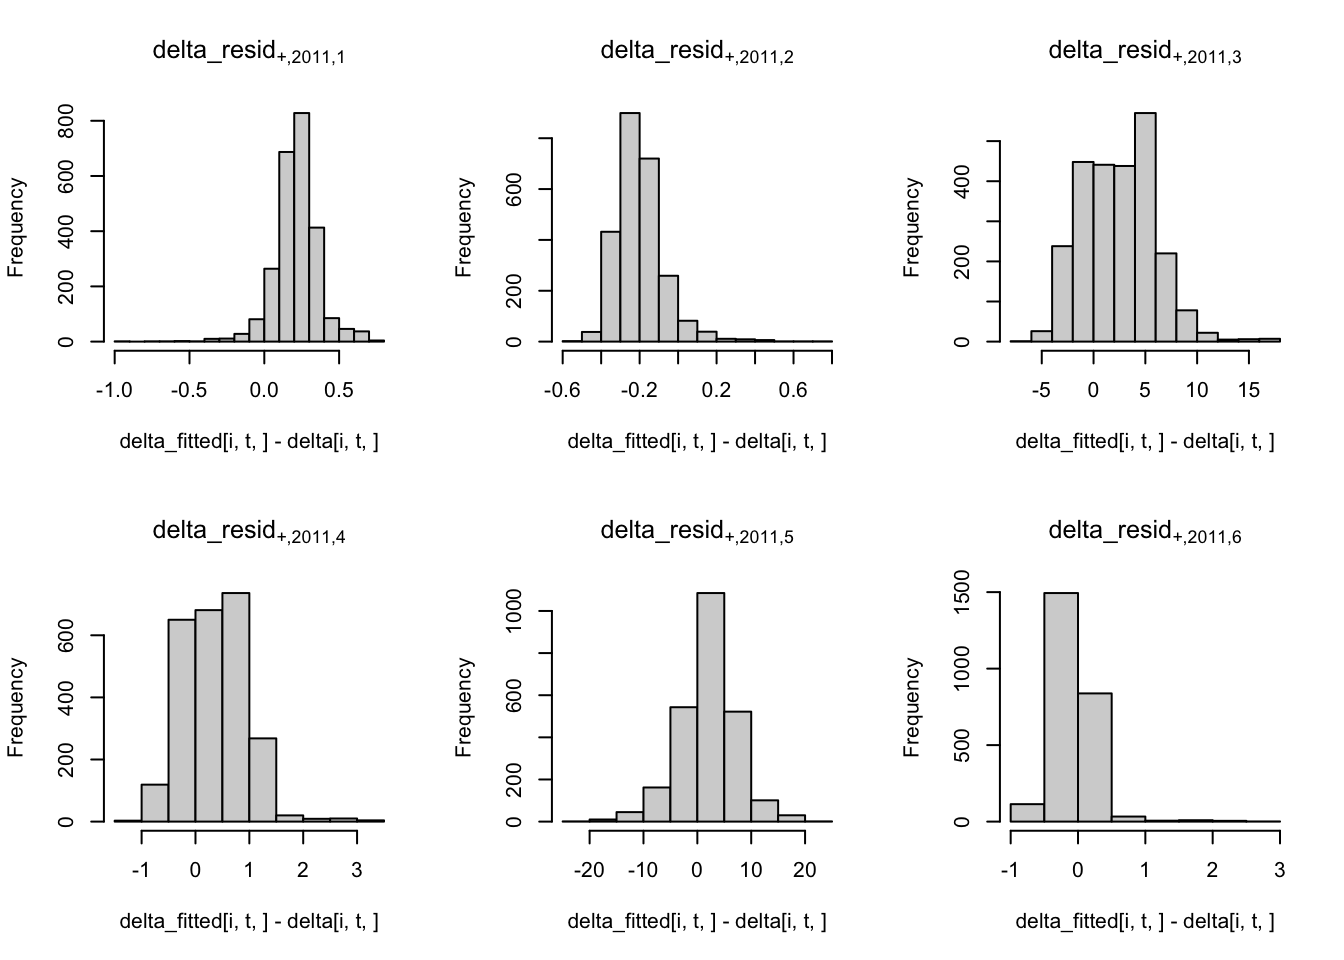 delta_resid+,2011,1
Frequency
0 200 400 600 800
-1.0 -0.5 0.0 0.5
delta_fitted[i, t, ] - delta[i, t, ]
delta_resid+,2011,2
Frequency
0 200 600
-0.6 -0.2 0.2 0.6
delta_fitted[i, t, ] - delta[i, t, ]
delta_resid+,2011,3
Frequency
0 200 400
-5 0 5 10 15
delta_fitted[i, t, ] - delta[i, t, ]
delta_resid+,2011,4
Frequency
0 200 400 600
-1 0 1 2 3
delta_fitted[i, t, ] - delta[i, t, ]
delta_resid+,2011,5
Frequency
0 200 600 1000
-20 -10 0 10 20
delta_fitted[i, t, ] - delta[i, t, ]
delta_resid+,2011,6
Frequency
0 500 1000 1500
-1 0 1 2 3
delta_fitted[i, t, ] - delta[i, t, ]